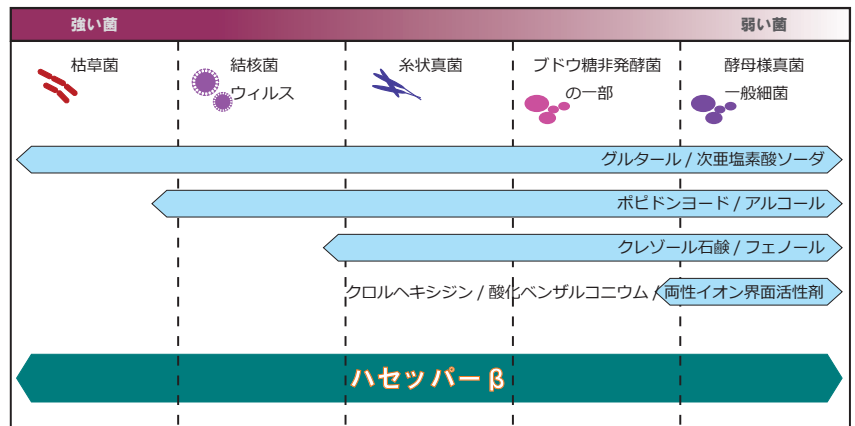 強い菌
弱い菌
枯草菌
結核菌
ウィルス
糸状真菌
ブドウ糖非発酵菌
の一部
酵母様真菌
一般細菌
グルタール / 次亜塩素酸ソーダ
ポピドンヨード / アルコール
クレゾール石鹸 / フェノール
クロルヘキシジン / 酸化ベンザルコニウム / 両性イオン界面活性剤
ハセッパー β